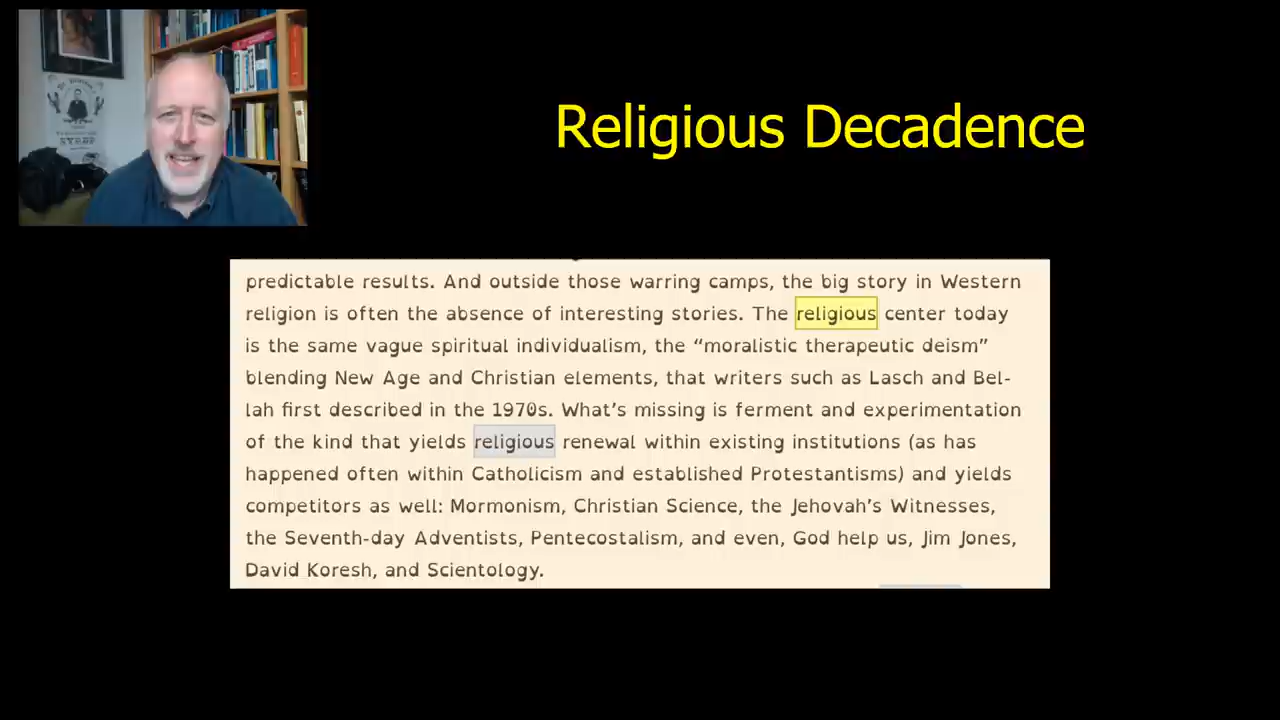 Religious Decadence
predictable results. And outside those warring camps, the big story in Western
religion is often the absence of interesting stories. The religious center today
is the same vague spiritual individualism, the “moralistic therapeutic deism”
blending New Age and Christian elements, that writers such as Lasch and Bel-
lah first described in the 1970s. What’s missing is ferment and experimentation
of the kind that yields religious renewal within existing institutions (as has
happened often within Catholicism and established Protestantisms) and yields
competitors as well: Mormonism, Christian Science, the Jehovah’s Witnesses,
the Seventh-day Adventists, Pentecostalism, and even, God help us, Jim Jones,
David Koresh, and Scientology.